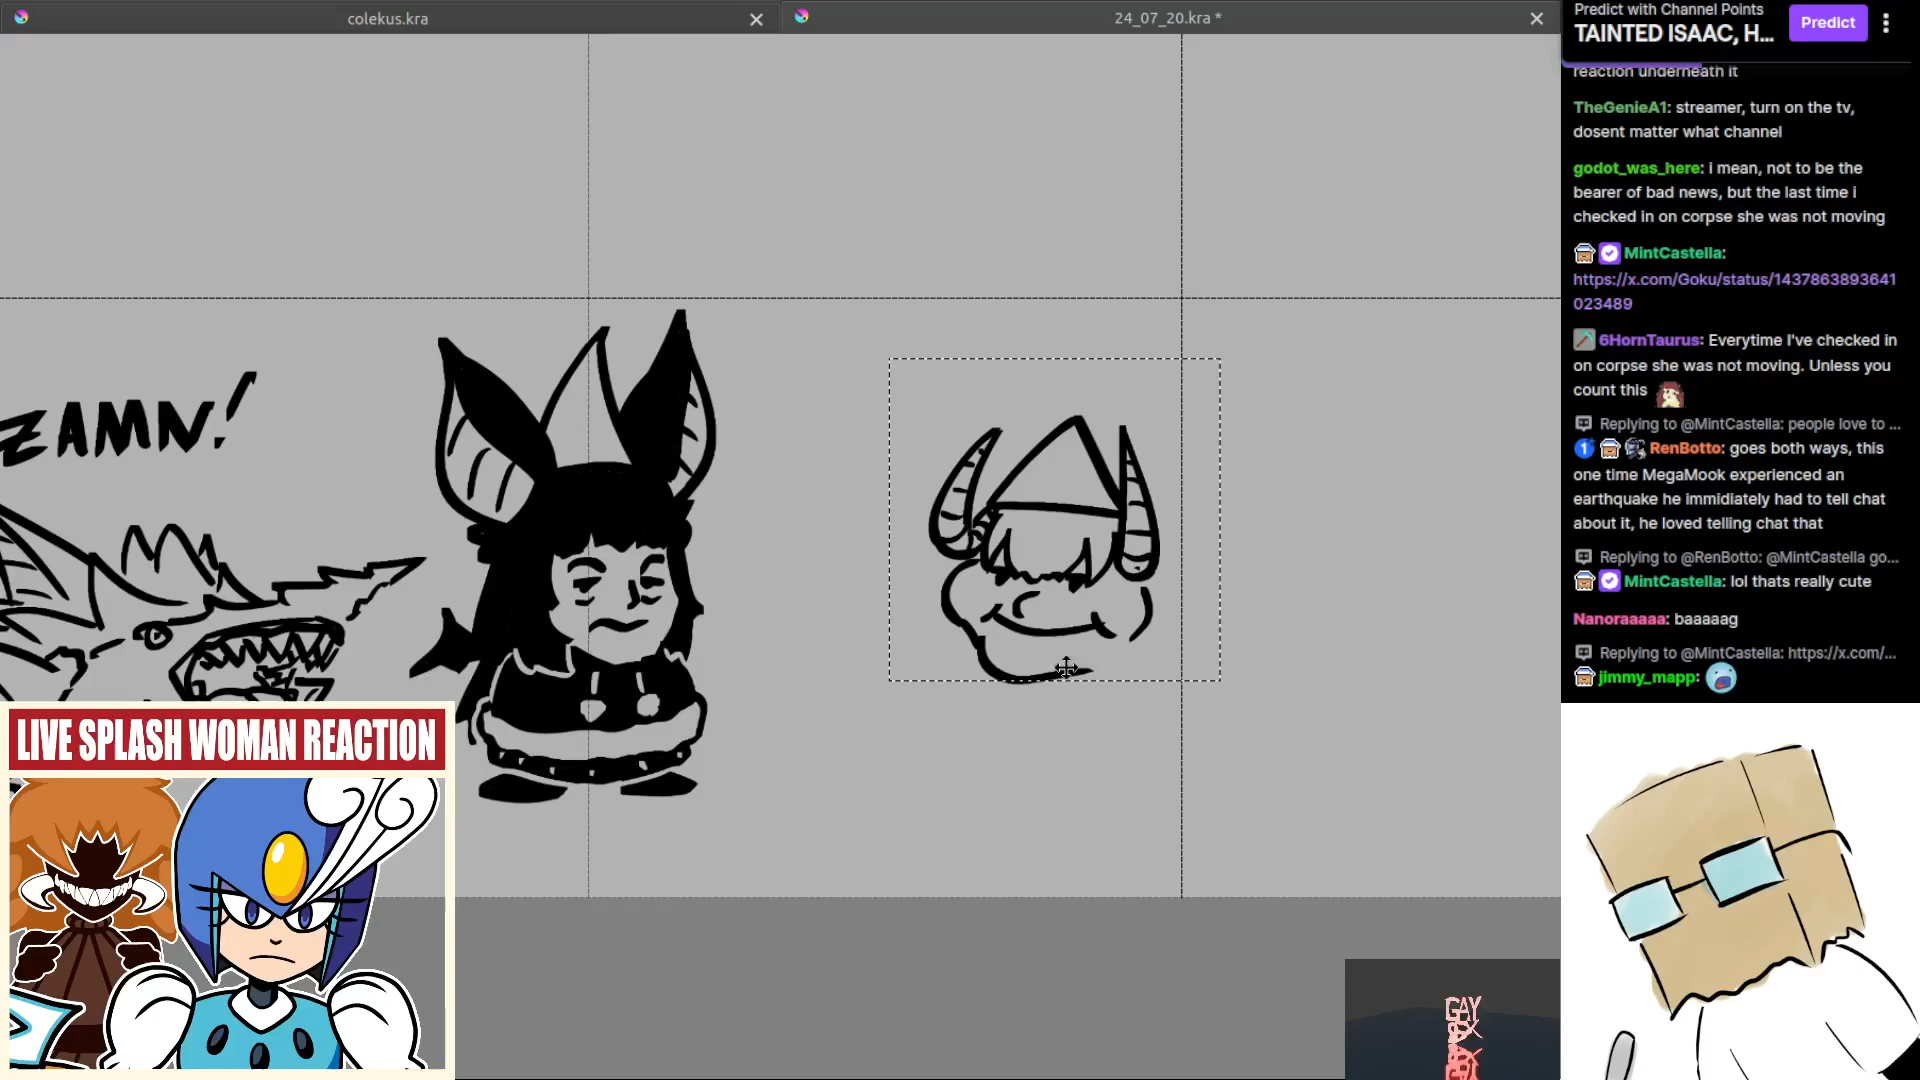 colekus.kra
24_07_20.kra *
Predict with Channel Points
TAINTED ISAAC, H...
Predict
reaction underneath it
TheGenieA1: streamer, turn on the tv,
dosent matter what channel
godot_was_here: i mean, not to be the
bearer of bad news, but the last time i
checked in on corpse she was not moving
MintCastella:
https://x.com/Goku/status/1437863893641
023489
6HornTaurus: Everytime I've checked in
on corpse she was not moving. Unless you
count this
Replying to @MintCastella: people love to ...
1 RenBotto: goes both ways, this
one time MegaMook experienced an
earthquake he immidiately had to tell chat
about it, he loved telling chat that
Replying to @RenBotto: @MintCastella go...
MintCastella: lol thats really cute
Nanoraaaaa: baaaaag
Replying to @MintCastella: https://x.com/...
jimmy_mapp:
ZAMN!
LIVE SPLASH WOMAN REACTION
GAY
SEX